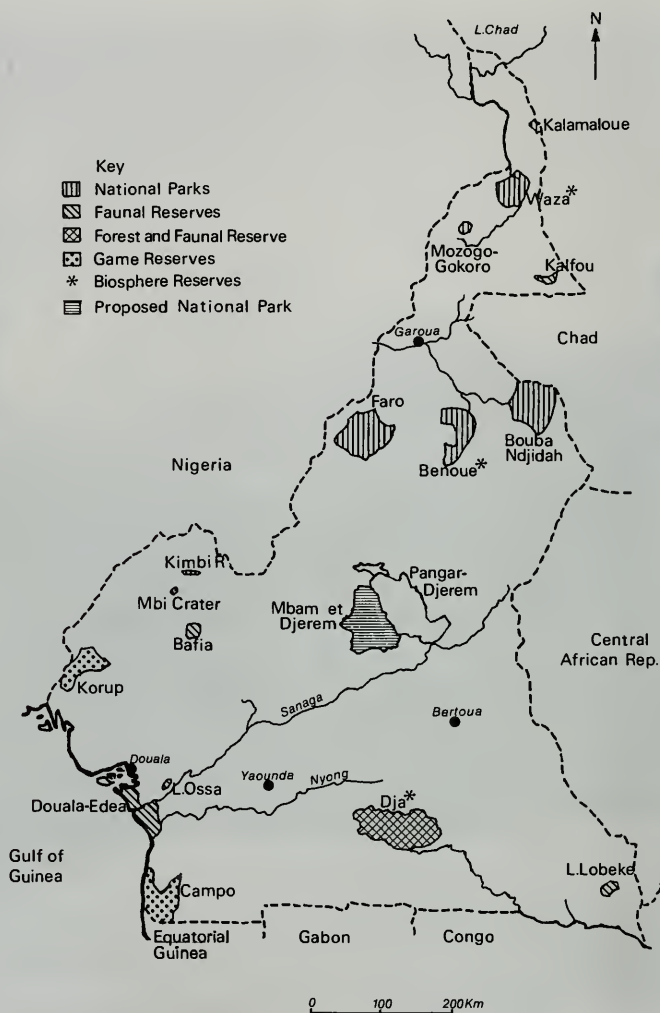 L.Chad
N
Kalamaloue
Key
National Parks
Faunal Reserves
Forest and Faunal Reserve
Game Reserves
* Biosphere Reserves
Proposed National Park
Waza*
Mozogo-
Gokoro
Kalfou
Garoua
Chad
Faro
Bouba
Ndjidah
Benoue*
Nigeria
Kimbi R
Mbi Crater
Bafia
Pangar-
Djerem
Mbam et
Djerem
Central
African Rep.
Korup
Sanaga
Bertoua
Douala
Yaounda
Nyong
L.Ossa
Douala-Edea
Dja*
Gulf of
Guinea
L.Lobeke
Campo
Equatorial
Guinea
Gabon
Congo
0 100 200Km